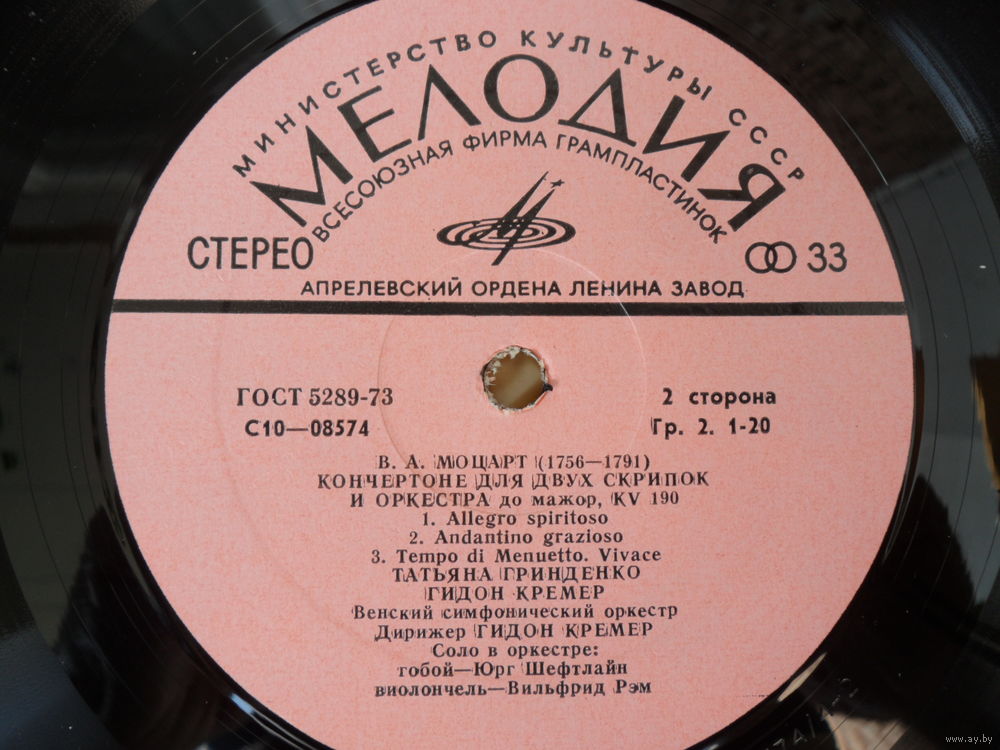 МИНИСТЕРСТВО КУЛЬТУРЫ СССР
МЕЛОДИЯ
ВСЕСОЮЗНАЯ ФИРМА ГРАМПЛАСТИНОК
СТЕРЕО
33
АПРЕЛЕВСКИЙ ОРДЕНА ЛЕНИНА ЗАВОД
ГОСТ 5289-73
2 сторона
С10—08574
Гр. 2. 1-20
В. А. МОЦАРТ (1756—1791)
КОНЧЕРТОНЕ ДЛЯ ДВУХ СКРИПОК
И ОРКЕСТРА до мажор, KV 190
1. Allegro spiritoso
2. Andantino grazioso
3. Tempo di Menuetto. Vivace
ТАТЬЯНА ГРИНДЕНКО
ГИДОН КРЕМЕР
Венский симфонический оркестр
Дирижер ГИДОН КРЕМЕР
Соло в оркестре:
гобой—Юрг Шефтлайн
виолончель—Вильфрид Рэм
www.ay.by